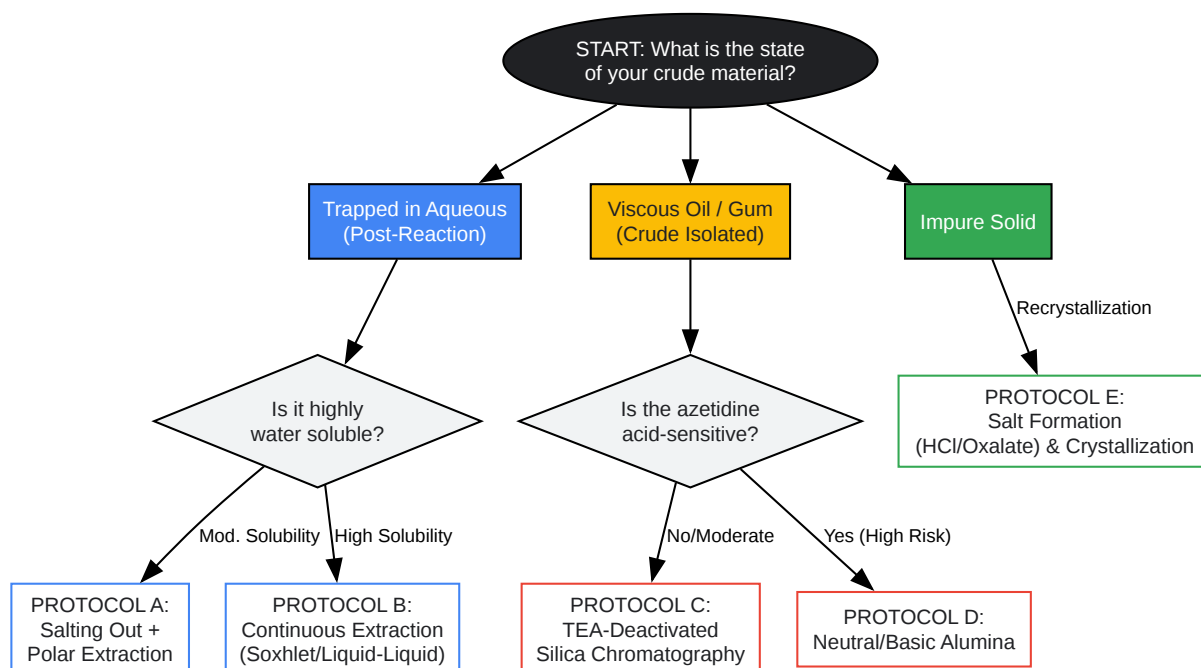 START: What is the state
of your crude material?
Trapped in Aqueous
(Post-Reaction)
Viscous Oil / Gum
(Crude Isolated)
Impure Solid
Recrystallization
Is it highly
water soluble?
Is the azetidine
acid-sensitive?
PROTOCOL E:
Salt Formation
(HCl/Oxalate) & Crystallization
Mod. Solubility
High Solubility
No/Moderate
Yes (High Risk)
PROTOCOL A:
Salting Out +
Polar Extraction
PROTOCOL B:
Continuous Extraction
(Soxhlet/Liquid-Liquid)
PROTOCOL C:
TEA-Deactivated
Silica Chromatography
PROTOCOL D:
Neutral/Basic Alumina